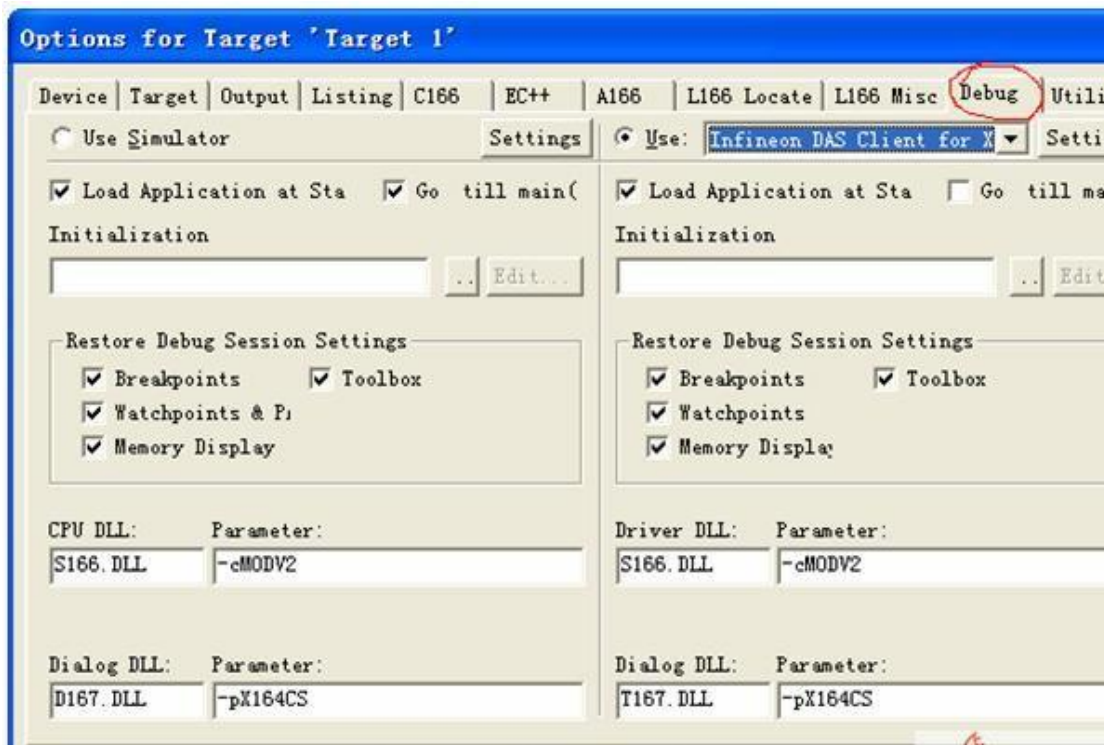 Options for Target 'Target 1'
Device Target Output Listing C166 EC++ A166 L166 Locate L166 Misc Debug Utili
Use Simulator Settings Use: Infineon DAS Client for X Setti
Load Application at Sta Go till main( Load Application at Sta Go till ma
Initialization Initialization
.. Edit... .. Edit
Restore Debug Session Settings Restore Debug Session Settings
Breakpoints Toolbox Breakpoints Toolbox
Watchpoints & Pa Watchpoints
Memory Display Memory Display
CPU DLL: Parameter: Driver DLL: Parameter:
S166.DLL -cMODV2 S166.DLL -cMODV2
Dialog DLL: Parameter: Dialog DLL: Parameter:
D167.DLL -pX164CS T167.DLL -pX164CS